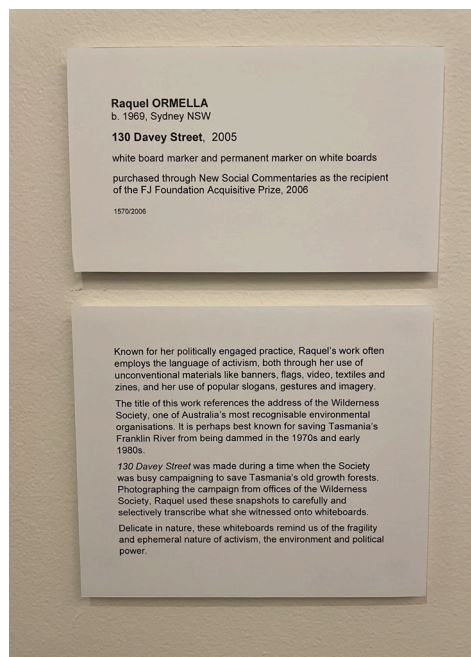 Raquel ORMELLA
b. 1969, Sydney NSW
130 Davey Street, 2005
white board marker and permanent marker on white boards
purchased through New Social Commentaries as the recipient
of the FJ Foundation Acquisitive Prize, 2006
1570/2006
Known for her politically engaged practice, Raquel's work often
employs the language of activism, both through her use of
unconventional materials like banners, flags, video, textiles and
zines, and her use of popular slogans, gestures and imagery.
The title of this work references the address of the Wilderness
Society, one of Australia's most recognisable environmental
organisations. It is perhaps best known for saving Tasmania's
Franklin River from being dammed in the 1970s and early
1980s.
130 Davey Street was made during a time when the Society
was busy campaigning to save Tasmania's old growth forests.
Photographing the campaign from offices of the Wilderness
Society, Raquel used these snapshots to carefully and
selectively transcribe what she witnessed onto whiteboards.
Delicate in nature, these whiteboards remind us of the fragility
and ephemeral nature of activism, the environment and political
power.